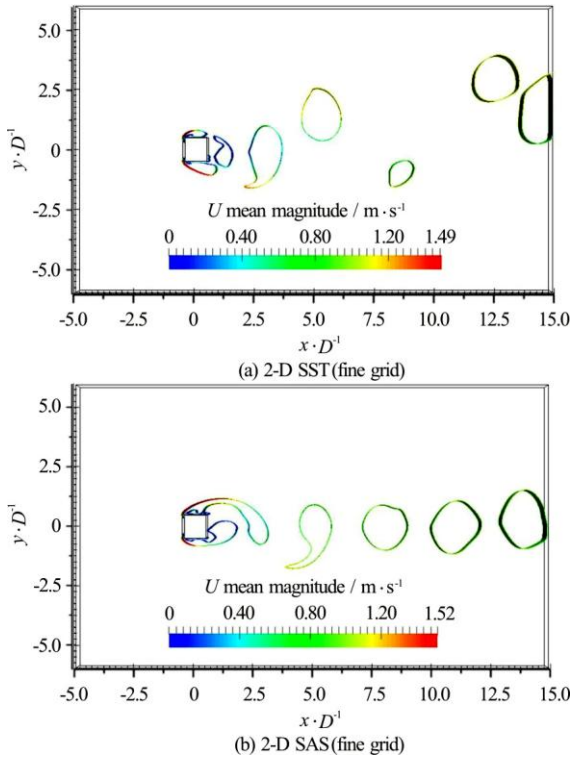 5.0
2.5
0
-2.5
-5.0
y · D⁻¹
U mean magnitude / m · s⁻¹
0 0.40 0.80 1.20 1.49
-5.0 -2.5 0 2.5 5.0 7.5 10.0 12.5 15.0
x · D⁻¹
(a) 2-D SST(fine grid)
5.0
2.5
0
-2.5
-5.0
y · D⁻¹
U mean magnitude / m · s⁻¹
0 0.40 0.80 1.20 1.52
-5.0 -2.5 0 2.5 5.0 7.5 10.0 12.5 15.0
x · D⁻¹
(b) 2-D SAS(fine grid)